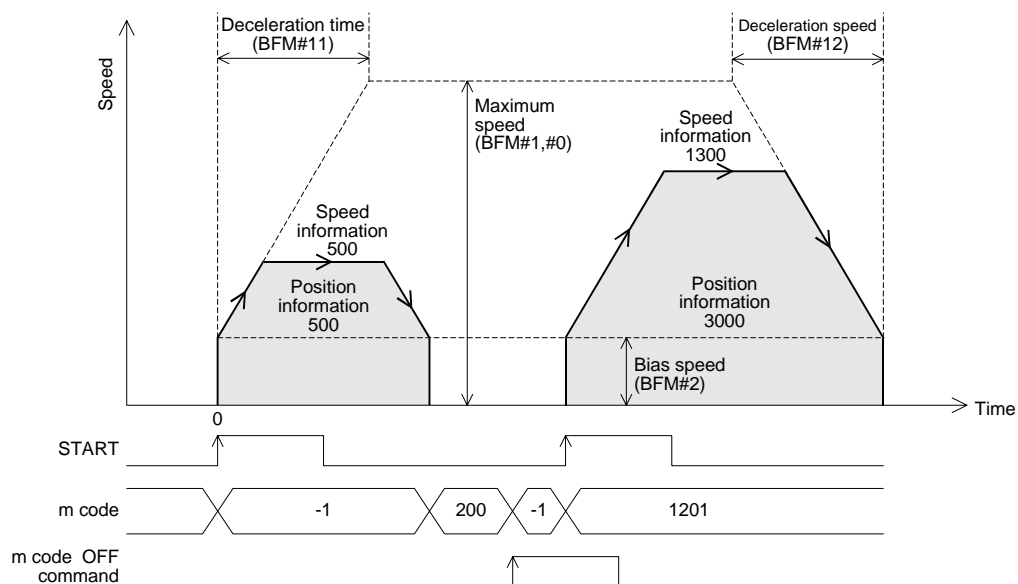 Deceleration time
(BFM#11)
Deceleration speed
(BFM#12)
Speed
Maximum
speed
(BFM#1,#0)
Speed
information
1300
Speed
information
500
Position
information
500
Position
information
3000
Bias speed
(BFM#2)
0
Time
START
m code
-1
200
-1
1201
m code OFF
command